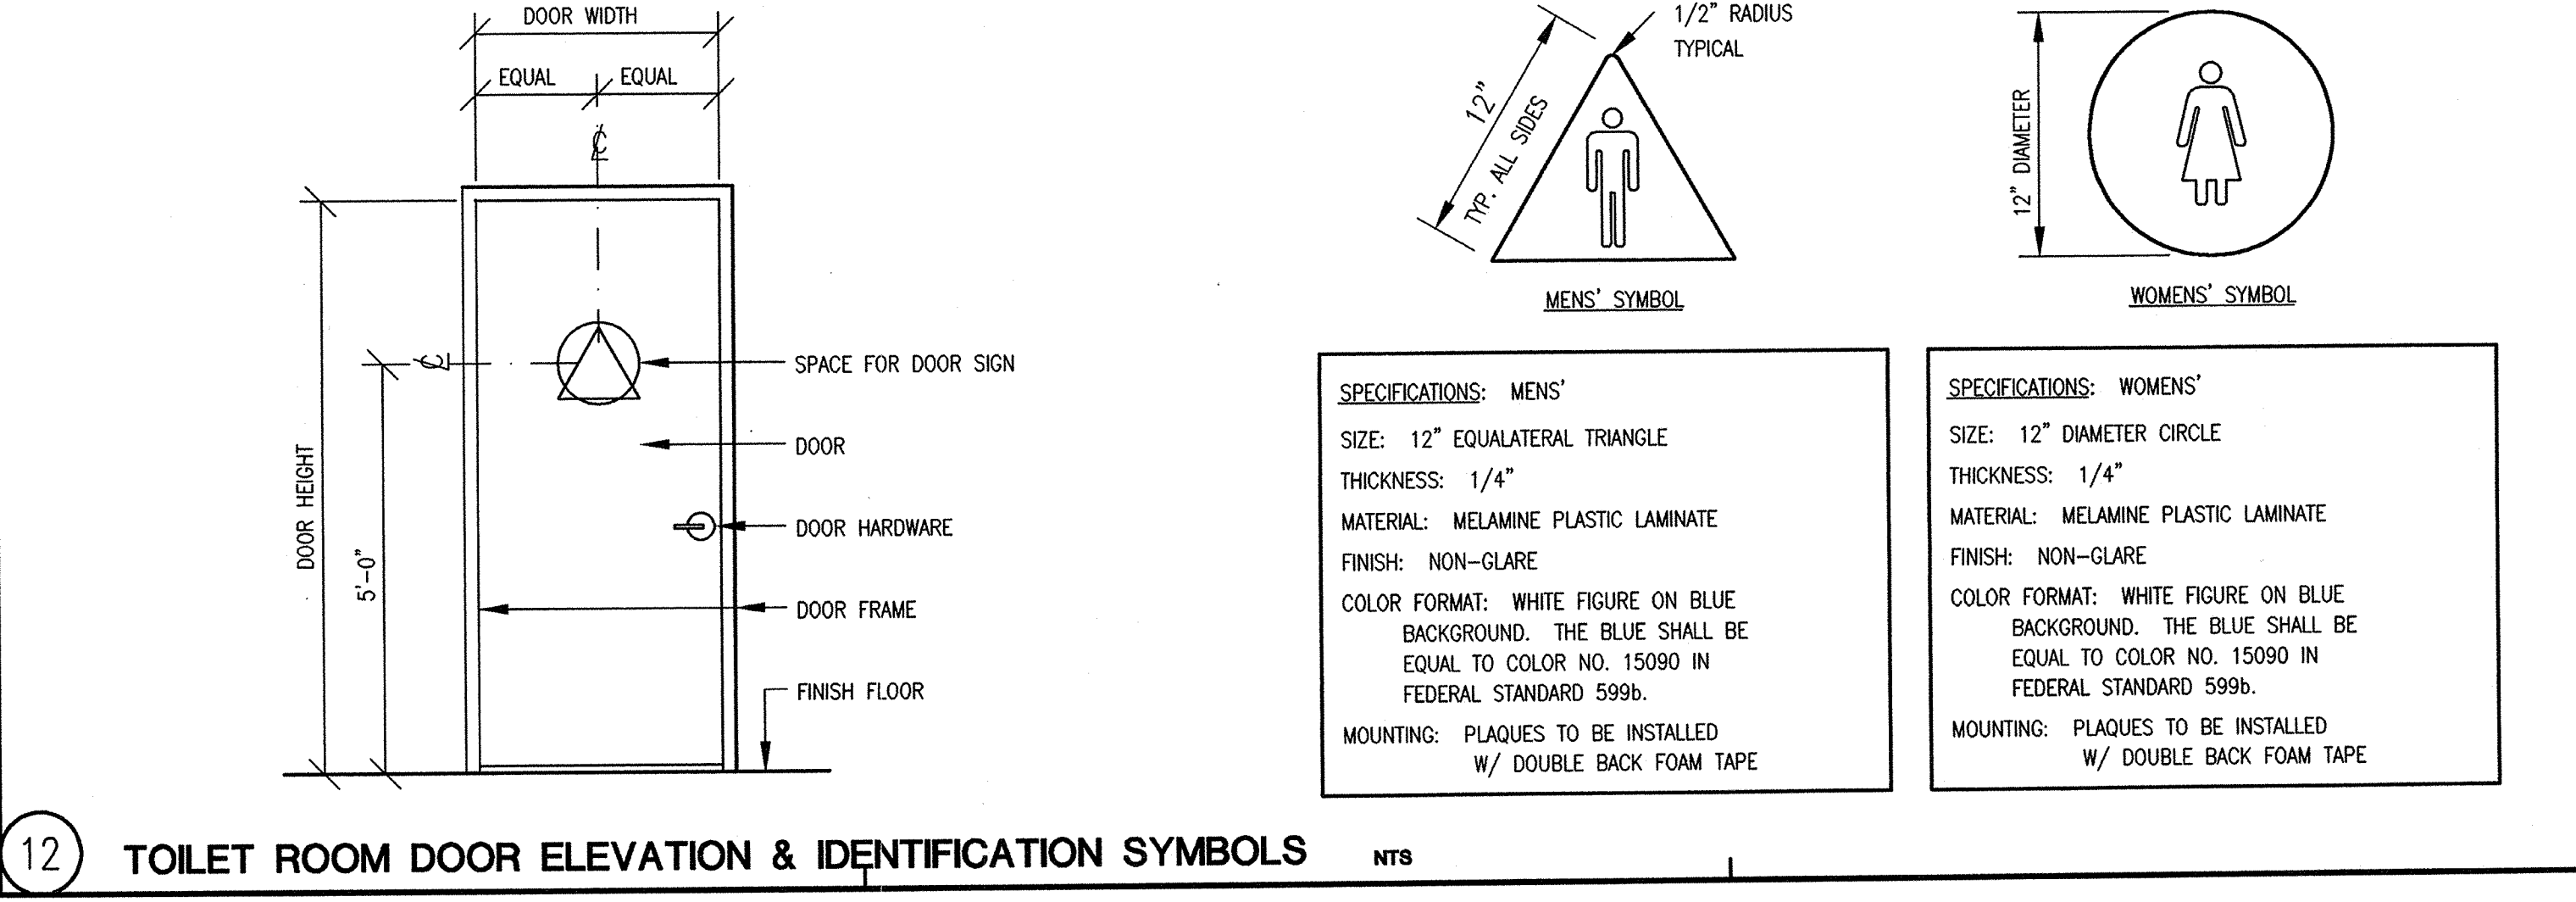 DOOR WIDTH
EQUAL
EQUAL
℄
℄
DOOR HEIGHT
5'-0"
SPACE FOR DOOR SIGN
DOOR
DOOR HARDWARE
DOOR FRAME
FINISH FLOOR
1/2" RADIUS
TYPICAL
12"
TYP. ALL SIDES
MENS' SYMBOL
12" DIAMETER
WOMENS' SYMBOL
SPECIFICATIONS: MENS'
SIZE: 12" EQUALATERAL TRIANGLE
THICKNESS: 1/4"
MATERIAL: MELAMINE PLASTIC LAMINATE
FINISH: NON-GLARE
COLOR FORMAT: WHITE FIGURE ON BLUE
BACKGROUND. THE BLUE SHALL BE
EQUAL TO COLOR NO. 15090 IN
FEDERAL STANDARD 599b.
MOUNTING: PLAQUES TO BE INSTALLED
W/ DOUBLE BACK FOAM TAPE
SPECIFICATIONS: WOMENS'
SIZE: 12" DIAMETER CIRCLE
THICKNESS: 1/4"
MATERIAL: MELAMINE PLASTIC LAMINATE
FINISH: NON-GLARE
COLOR FORMAT: WHITE FIGURE ON BLUE
BACKGROUND. THE BLUE SHALL BE
EQUAL TO COLOR NO. 15090 IN
FEDERAL STANDARD 599b.
MOUNTING: PLAQUES TO BE INSTALLED
W/ DOUBLE BACK FOAM TAPE
12 TOILET ROOM DOOR ELEVATION & IDENTIFICATION SYMBOLS NTS